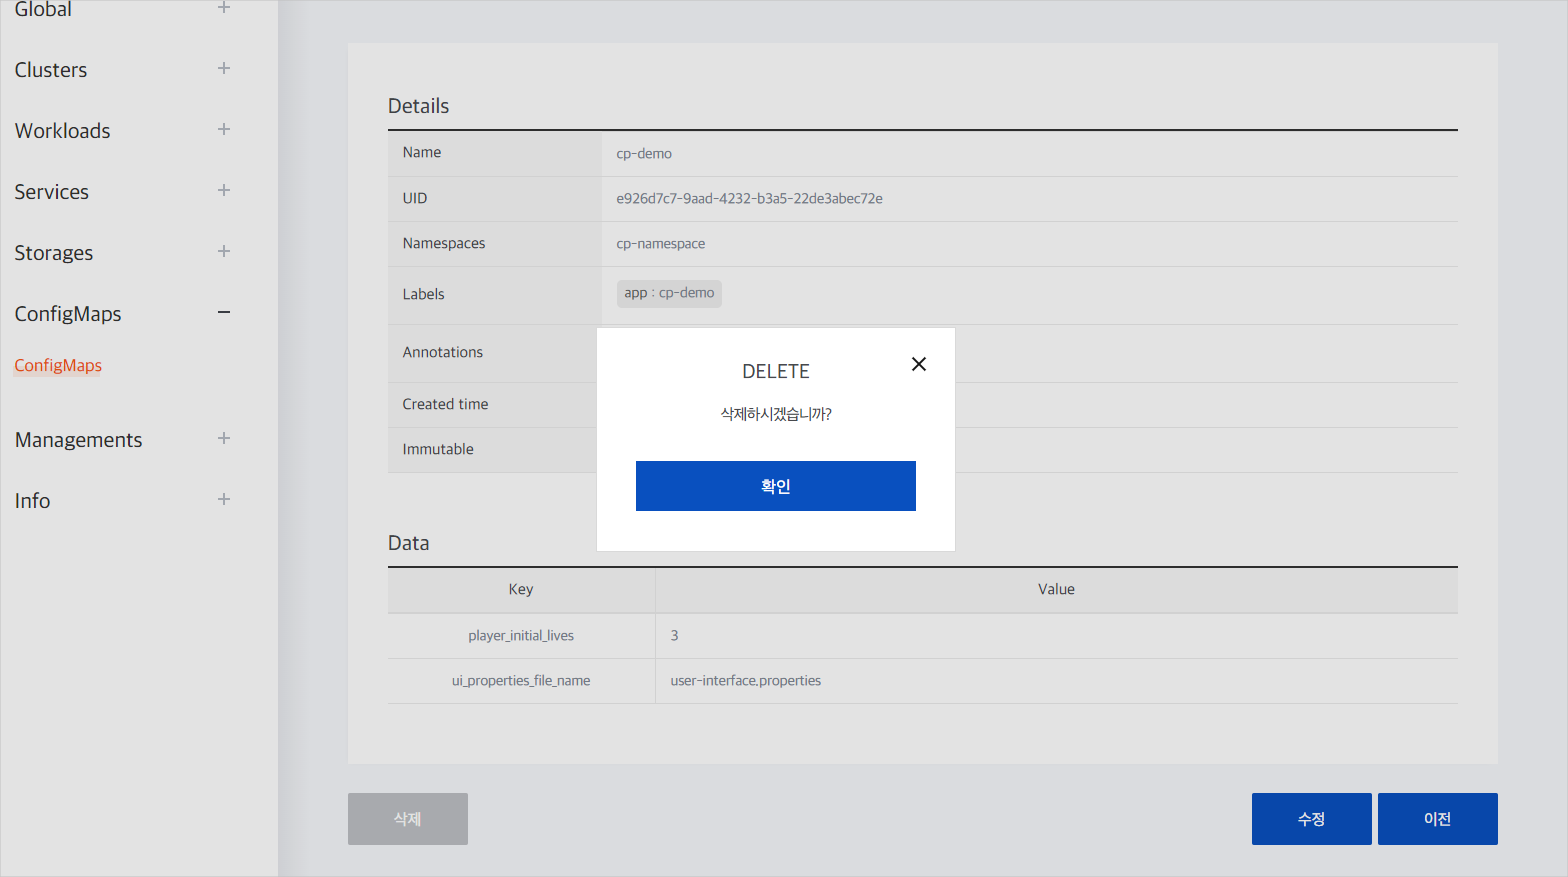 Global
Clusters
Workloads
Services
Storages
ConfigMaps
ConfigMaps
Managements
Info
Details
Name cp-demo
UID e926d7c7-9aad-4232-b3a5-22de3abec72e
Namespaces cp-namespace
Labels app : cp-demo
Annotations
Created time
Immutable
DELETE
삭제하시겠습니까?
확인
Data
Key Value
player_initial_lives 3
ui_properties_file_name user-interface.properties
삭제 수정 이전